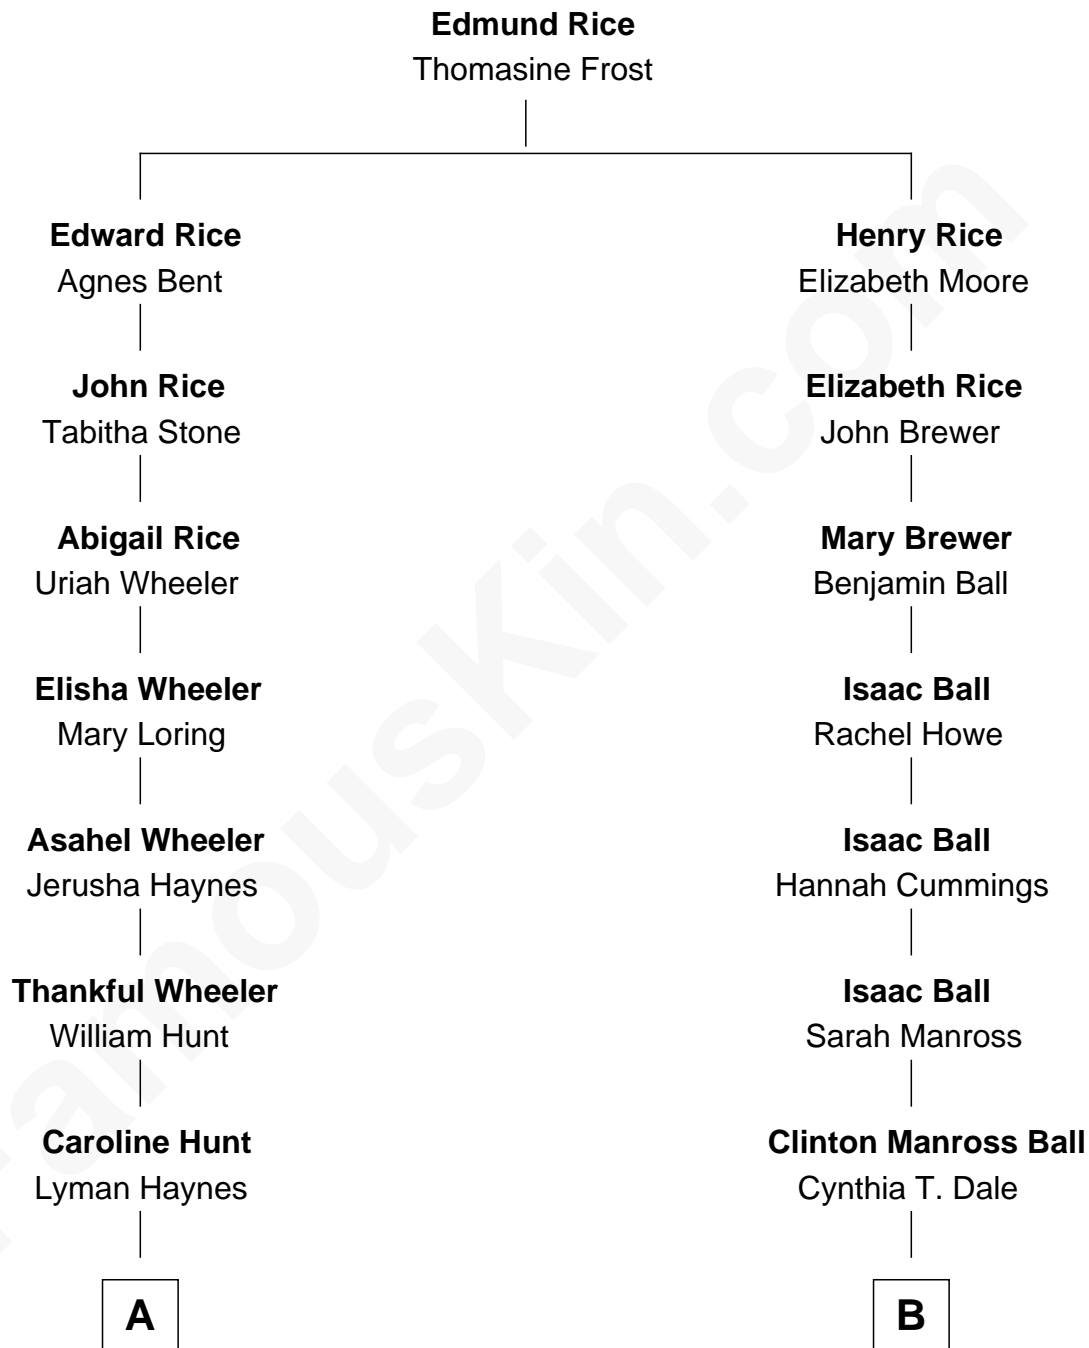 Edmund Rice
Thomasine Frost
Edward Rice
Agnes Bent
Henry Rice
Elizabeth Moore
John Rice
Tabitha Stone
Elizabeth Rice
John Brewer
Abigail Rice
Uriah Wheeler
Mary Brewer
Benjamin Ball
Elisha Wheeler
Mary Loring
Isaac Ball
Rachel Howe
Asahel Wheeler
Jerusha Haynes
Isaac Ball
Hannah Cummings
Thankful Wheeler
William Hunt
Isaac Ball
Sarah Manross
Caroline Hunt
Lyman Haynes
Clinton Manross Ball
Cynthia T. Dale
A
B
FamousKin.com